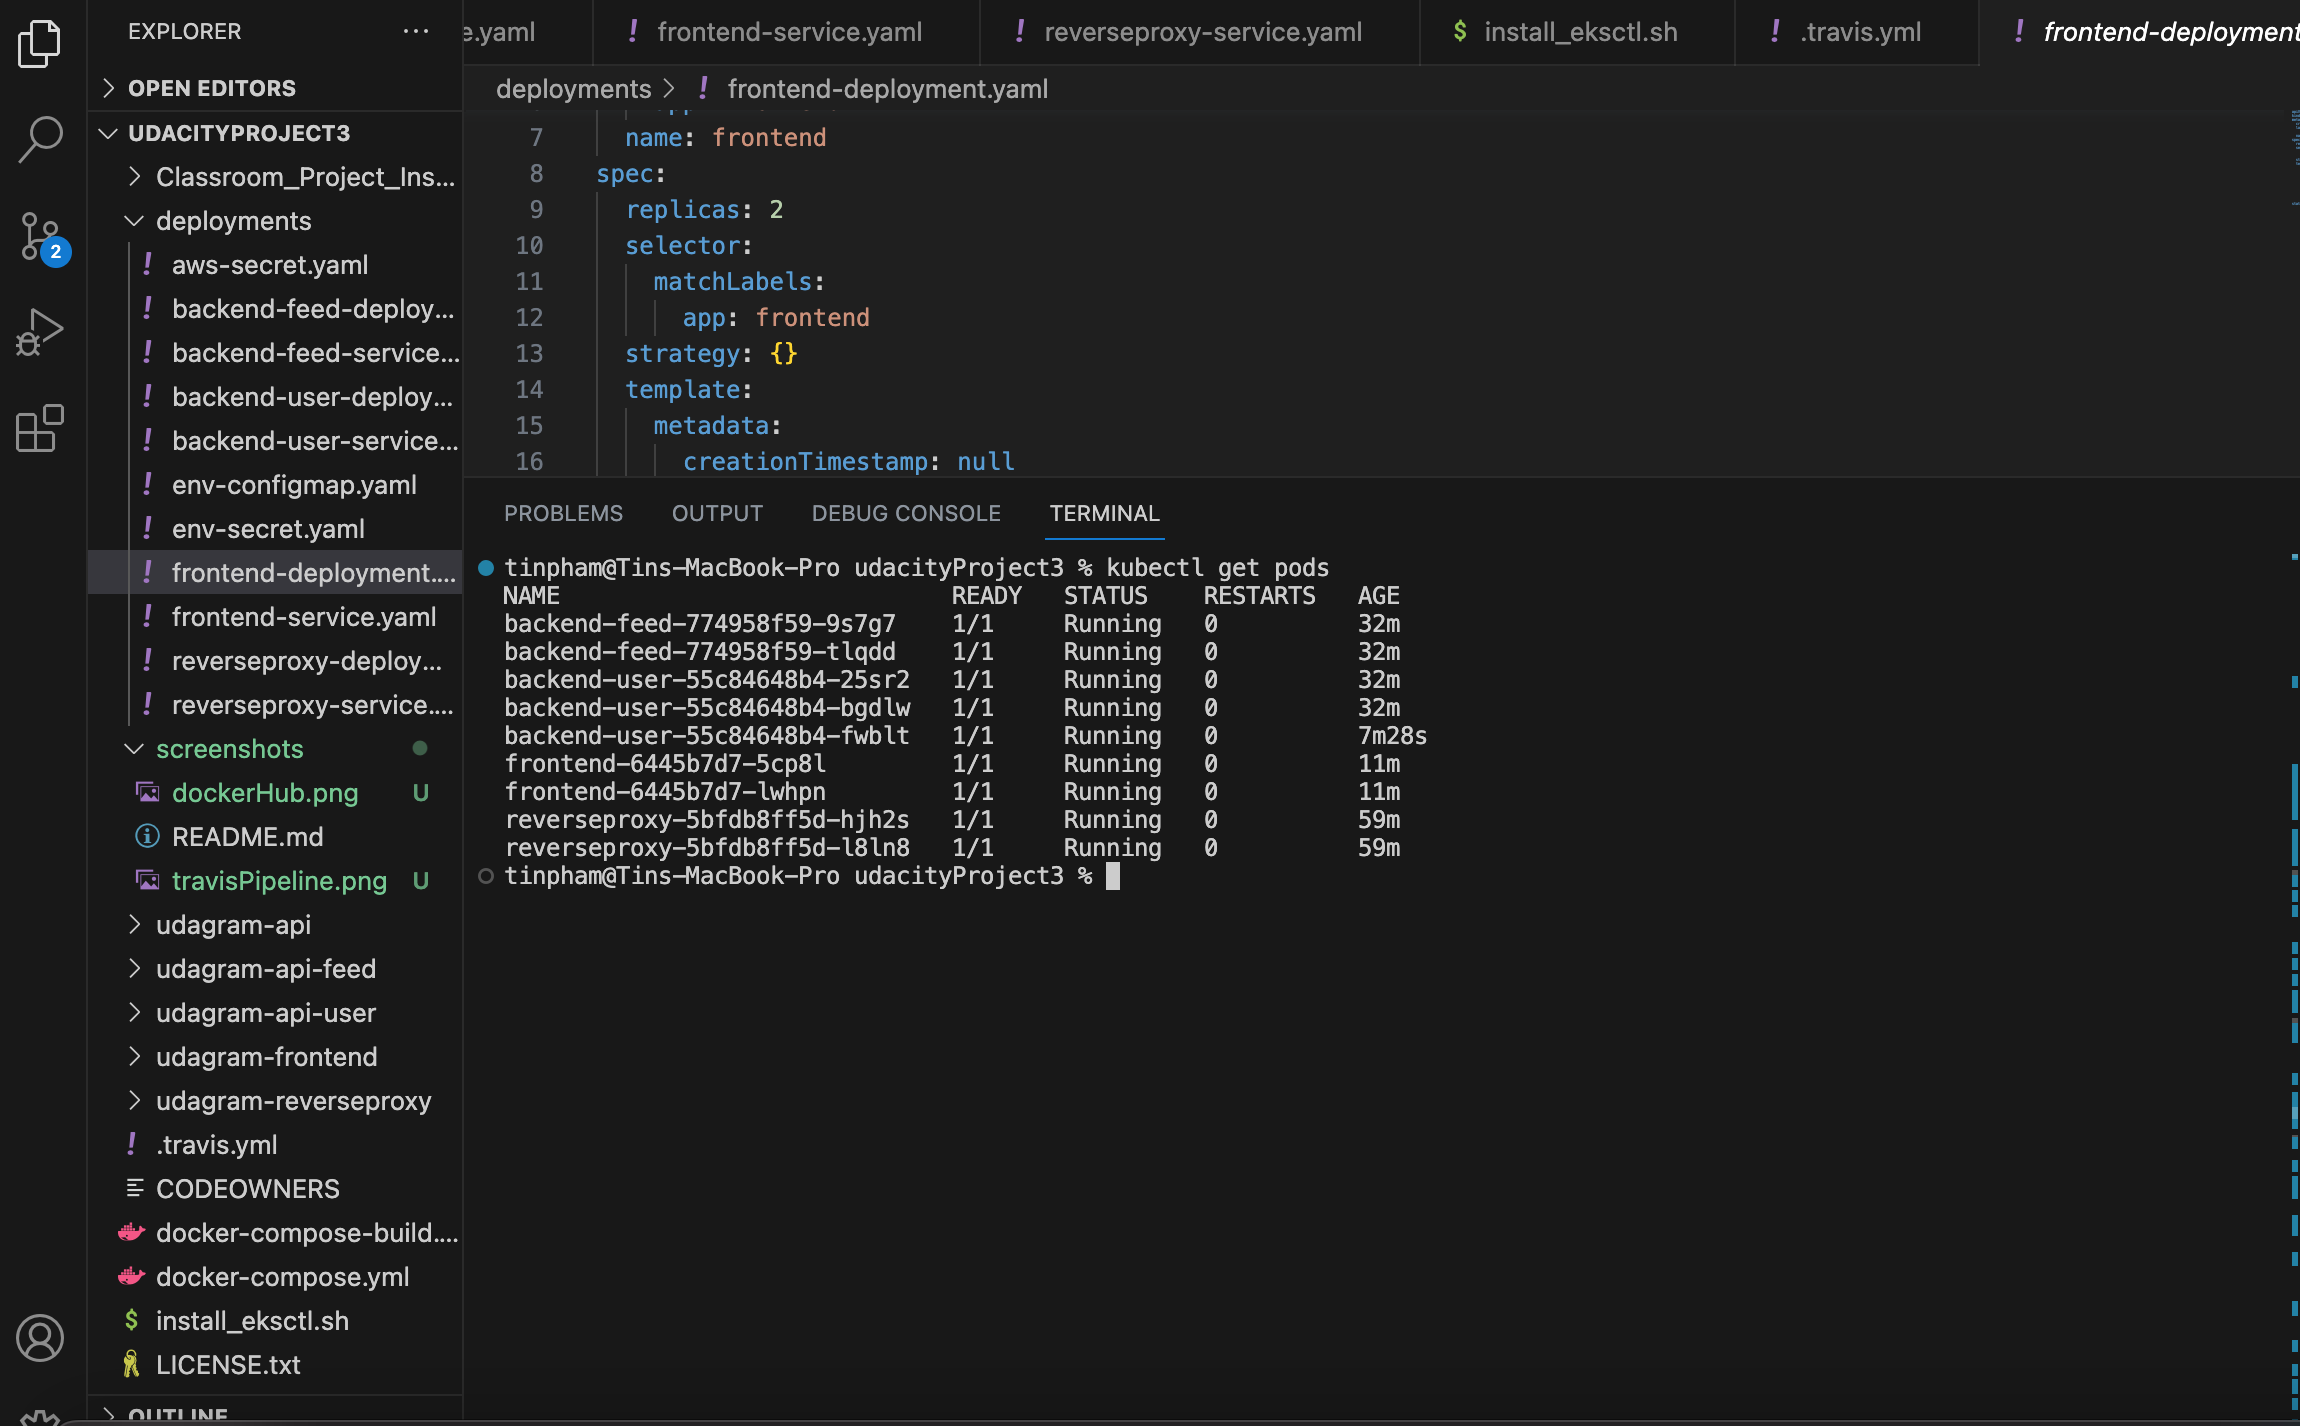 EXPLORER
···
OPEN EDITORS
UDACITYPROJECT3
Classroom_Project_Ins...
deployments
aws-secret.yaml
backend-feed-deploy...
backend-feed-service...
backend-user-deploy...
backend-user-service...
env-configmap.yaml
env-secret.yaml
frontend-deployment....
frontend-service.yaml
reverseproxy-deploy...
reverseproxy-service....
screenshots
dockerHub.png U
README.md
travisPipeline.png U
udagram-api
udagram-api-feed
udagram-api-user
udagram-frontend
udagram-reverseproxy
.travis.yml
CODEOWNERS
docker-compose-build....
docker-compose.yml
install_eksctl.sh
LICENSE.txt
OUTLINE
2
e.yaml ! frontend-service.yaml ! reverseproxy-service.yaml $ install_eksctl.sh ! .travis.yml ! frontend-deployment
deployments > ! frontend-deployment.yaml
7 name: frontend
8 spec:
9 replicas: 2
10 selector:
11 matchLabels:
12 app: frontend
13 strategy: {}
14 template:
15 metadata:
16 creationTimestamp: null
PROBLEMS OUTPUT DEBUG CONSOLE TERMINAL
tinpham@Tins-MacBook-Pro udacityProject3 % kubectl get pods
NAME READY STATUS RESTARTS AGE
backend-feed-774958f59-9s7g7 1/1 Running 0 32m
backend-feed-774958f59-tlqdd 1/1 Running 0 32m
backend-user-55c84648b4-25sr2 1/1 Running 0 32m
backend-user-55c84648b4-bgdlw 1/1 Running 0 32m
backend-user-55c84648b4-fwblt 1/1 Running 0 7m28s
frontend-6445b7d7-5cp8l 1/1 Running 0 11m
frontend-6445b7d7-lwhpn 1/1 Running 0 11m
reverseproxy-5bfdb8ff5d-hjh2s 1/1 Running 0 59m
reverseproxy-5bfdb8ff5d-l8ln8 1/1 Running 0 59m
tinpham@Tins-MacBook-Pro udacityProject3 %